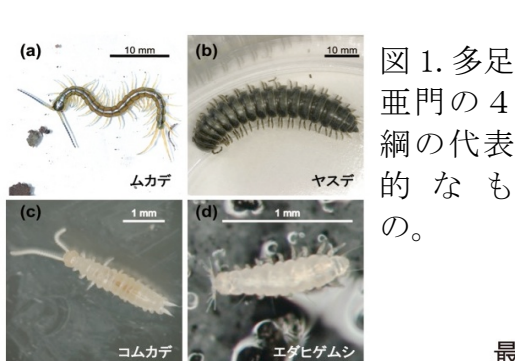 (a)
10 mm
ムカデ
(b)
10 mm
ヤスデ
(c)
1 mm
コムカデ
(d)
1 mm
エダヒゲムシ
図 1. 多足
亜門の４
綱の代表
的なも
の。
最